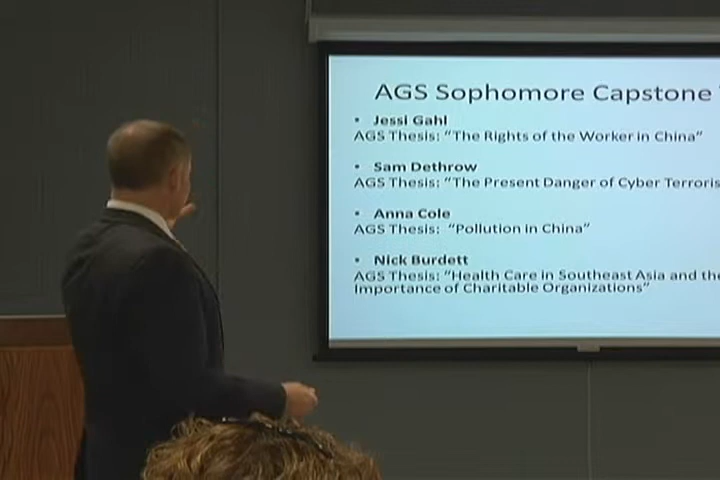 AGS Sophomore Capstone
• Jessi Gahl
AGS Thesis: “The Rights of the Worker in China”
• Sam Dethrow
AGS Thesis: “The Present Danger of Cyber Terroris
• Anna Cole
AGS Thesis: “Pollution in China”
• Nick Burdett
AGS Thesis: “Health Care in Southeast Asia and the
Importance of Charitable Organizations”